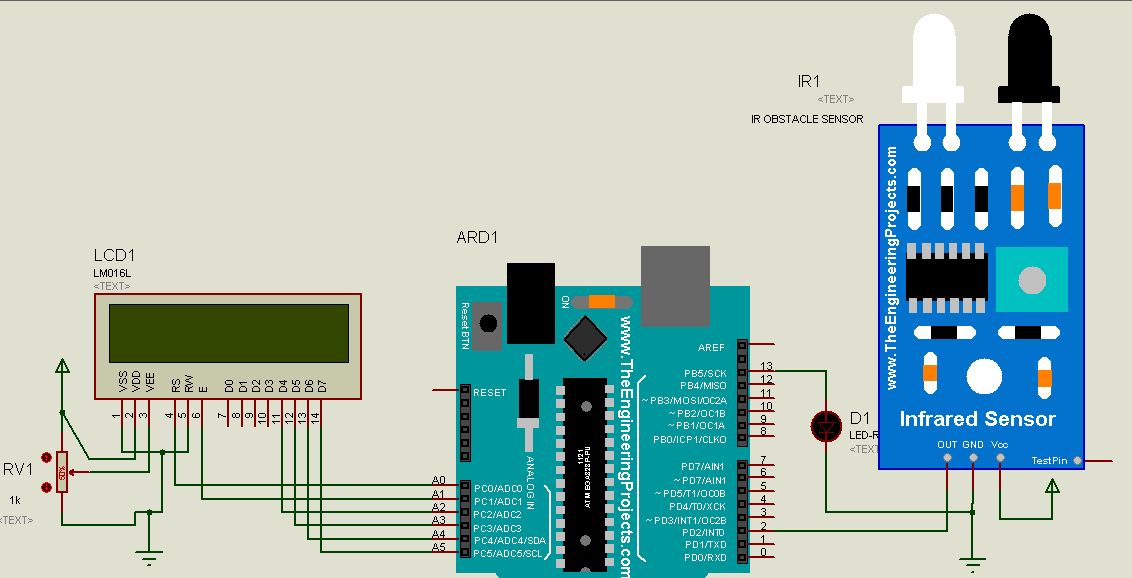 IR1
<TEXT>
IR OBSTACLE SENSOR
www.TheEngineeringProjects.com
Infrared Sensor
OUT GND Vcc
TestPin
LCD1
LM016L
<TEXT>
VSS
VDD
VEE
RS
RW
E
D0
D1
D2
D3
D4
D5
D6
D7
1
2
3
4
5
6
7
8
9
10
11
12
13
14
RV1
50%
1k
<TEXT>
ARD1
Reset BTN
ON
www.TheEngineeringProjects.com
RESET
ANALOG IN
A0 PC0/ADC0
A1 PC1/ADC1
A2 PC2/ADC2
A3 PC3/ADC3
A4 PC4/ADC4/SDA
A5 PC5/ADC5/SCL
AREF
PB5/SCK 13
PB4/MISO 12
~PB3/MOSI/OC2A 11
~PB2/OC1B 10
~PB1/OC1A 9
PB0/ICP1/CLKO 8
PD7/AIN1 7
~PD7/AIN1 6
~PD5/T1/OC0B 5
PD4/T0/XCK 4
~PD3/INT1/OC2B 3
PD2/INT0 2
PD1/TXD 1
PD0/RXD 0
D1
LED-R
<TEXT